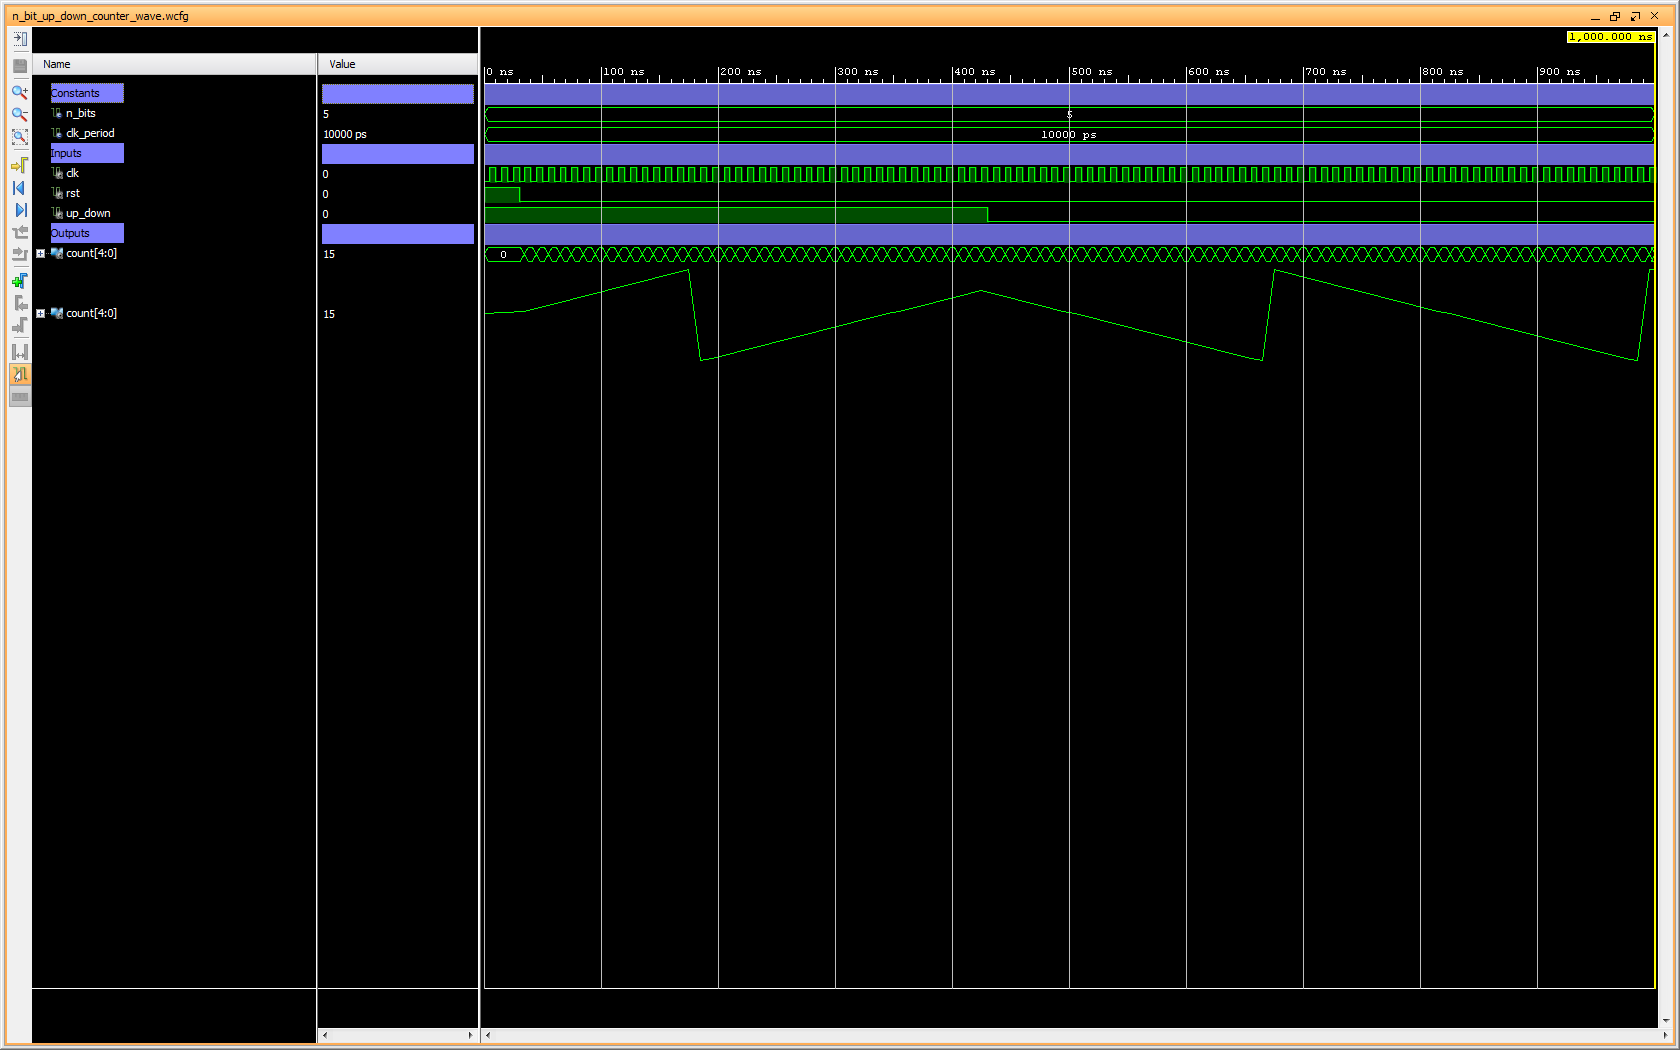 n_bit_up_down_counter_wave.wcfg
1,000.000 ns
Name Value
0 ns 100 ns 200 ns 300 ns 400 ns 500 ns 600 ns 700 ns 800 ns 900 ns
Constants
n_bits 5 5
clk_period 10000 ps 10000 ps
Inputs
clk 0
rst 0
up_down 0
Outputs
count[4:0] 15 0
count[4:0] 15